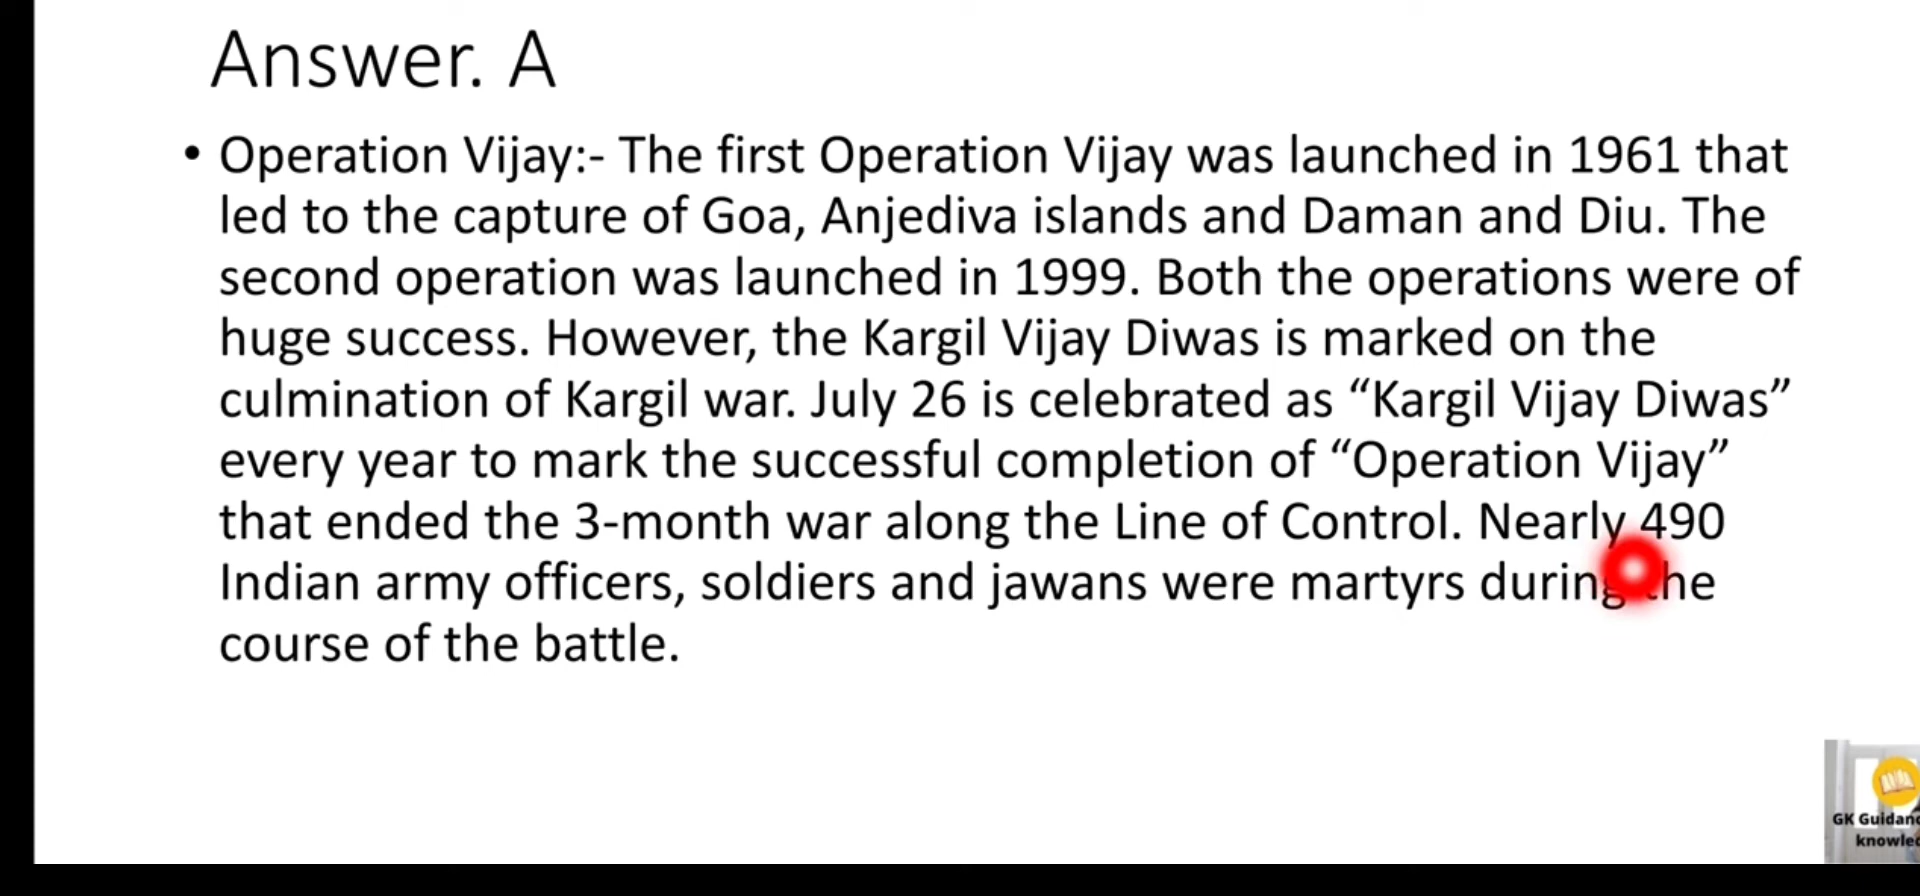 Answer. A
• Operation Vijay:- The first Operation Vijay was launched in 1961 that
led to the capture of Goa, Anjediva islands and Daman and Diu. The
second operation was launched in 1999. Both the operations were of
huge success. However, the Kargil Vijay Diwas is marked on the
culmination of Kargil war. July 26 is celebrated as “Kargil Vijay Diwas”
every year to mark the successful completion of “Operation Vijay”
that ended the 3-month war along the Line of Control. Nearly 490
Indian army officers, soldiers and jawans were martyrs during the
course of the battle.
GK